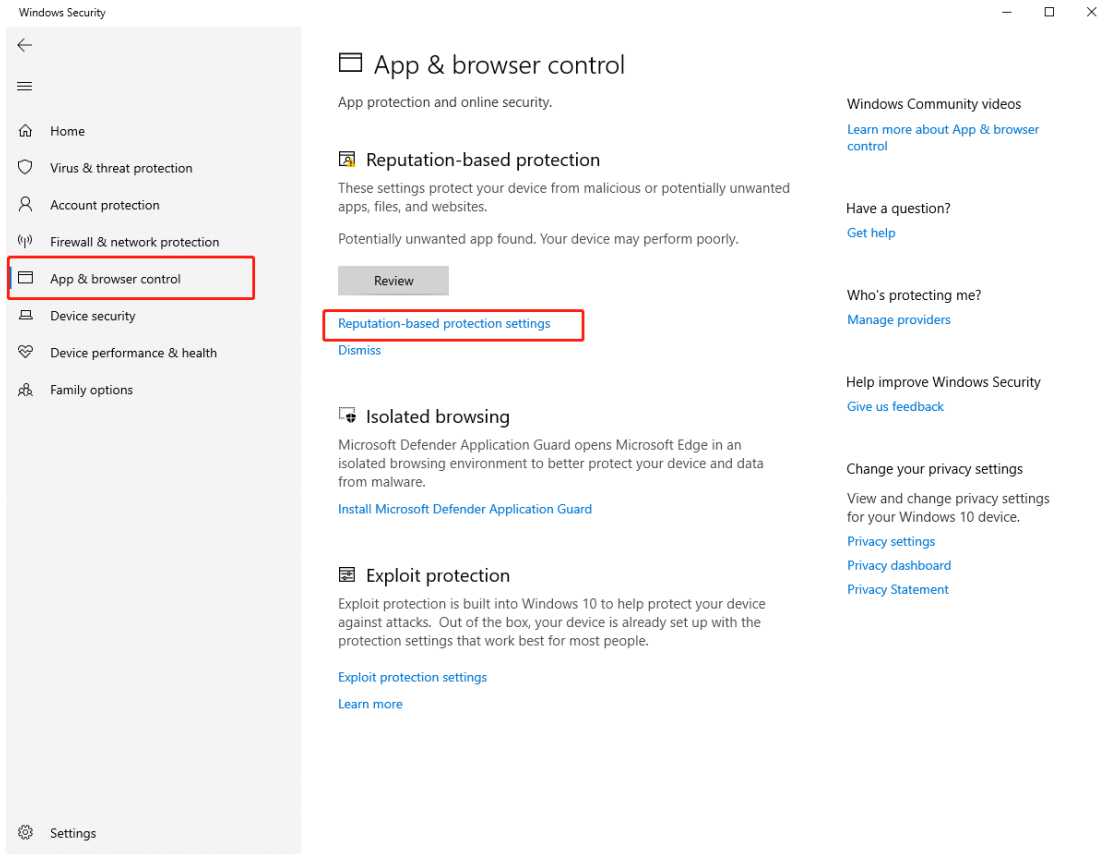 Windows Security
Home
Virus & threat protection
Account protection
Firewall & network protection
App & browser control
Device security
Device performance & health
Family options
Settings
App & browser control
App protection and online security.
Reputation-based protection
These settings protect your device from malicious or potentially unwanted
apps, files, and websites.
Potentially unwanted app found. Your device may perform poorly.
Review
Reputation-based protection settings
Dismiss
Isolated browsing
Microsoft Defender Application Guard opens Microsoft Edge in an
isolated browsing environment to better protect your device and data
from malware.
Install Microsoft Defender Application Guard
Exploit protection
Exploit protection is built into Windows 10 to help protect your device
against attacks.  Out of the box, your device is already set up with the
protection settings that work best for most people.
Exploit protection settings
Learn more
Windows Community videos
Learn more about App & browser
control
Have a question?
Get help
Who's protecting me?
Manage providers
Help improve Windows Security
Give us feedback
Change your privacy settings
View and change privacy settings
for your Windows 10 device.
Privacy settings
Privacy dashboard
Privacy Statement